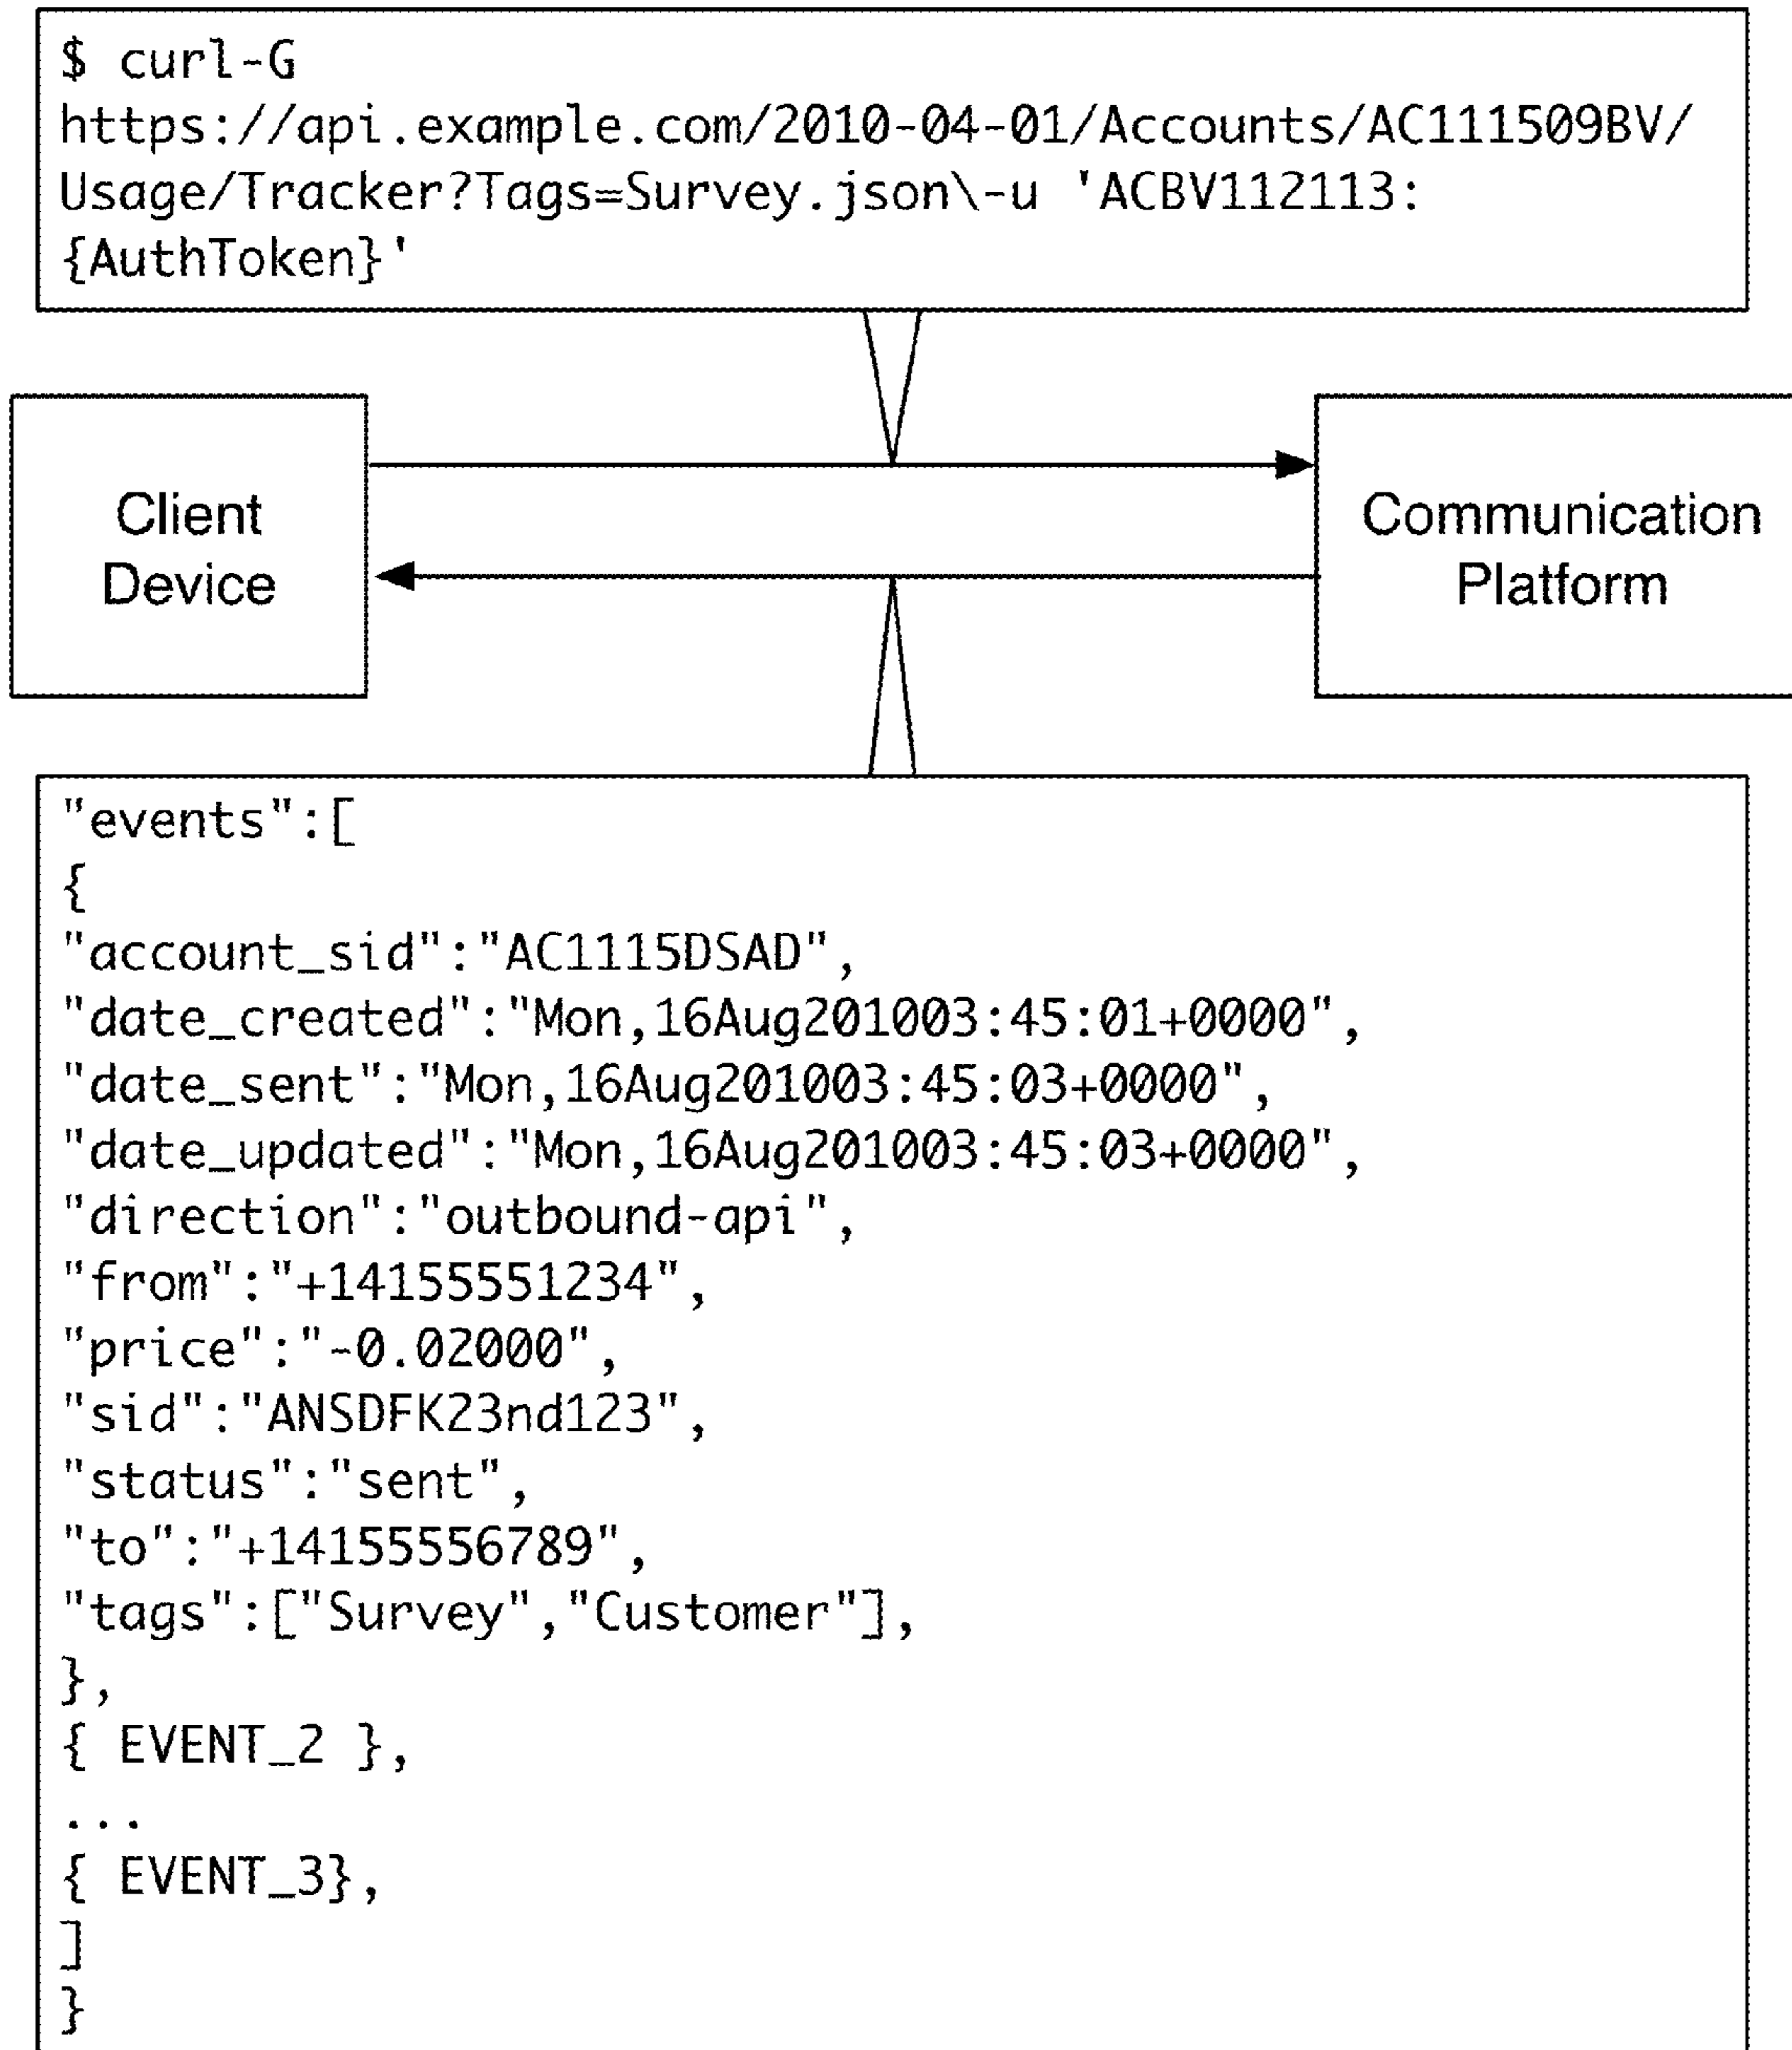 $ curl-G
https://api.example.com/2010-04-01/Accounts/AC111509BV/
Usage/Tracker?Tags=Survey.json\-u 'ACBV112113:
{AuthToken}'
Client
Device
Communication
Platform
"events":[
{
"account_sid":"AC1115DSAD",
"date_created":"Mon,16Aug201003:45:01+0000",
"date_sent":"Mon,16Aug201003:45:03+0000",
"date_updated":"Mon,16Aug201003:45:03+0000",
"direction":"outbound-api",
"from":"+14155551234",
"price":"-0.02000",
"sid":"ANSDFK23nd123",
"status":"sent",
"to":"+14155556789",
"tags":["Survey","Customer"],
},
{ EVENT_2 },
...
{ EVENT_3},
]
}